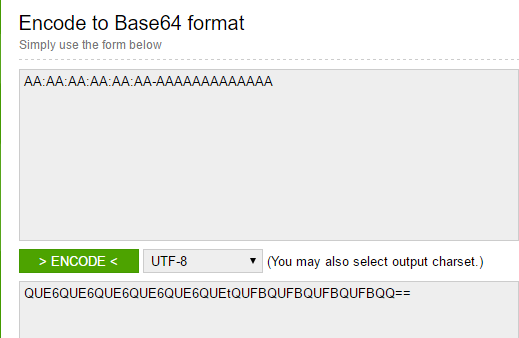 Encode to Base64 format
Simply use the form below
AA:AA:AA:AA:AA:AA-AAAAAAAAAAAAA
> ENCODE < UTF-8 (You may also select output charset.)
QUE6QUE6QUE6QUE6QUE6QUEtQUFBQUFBQUFBQUFBQQ==